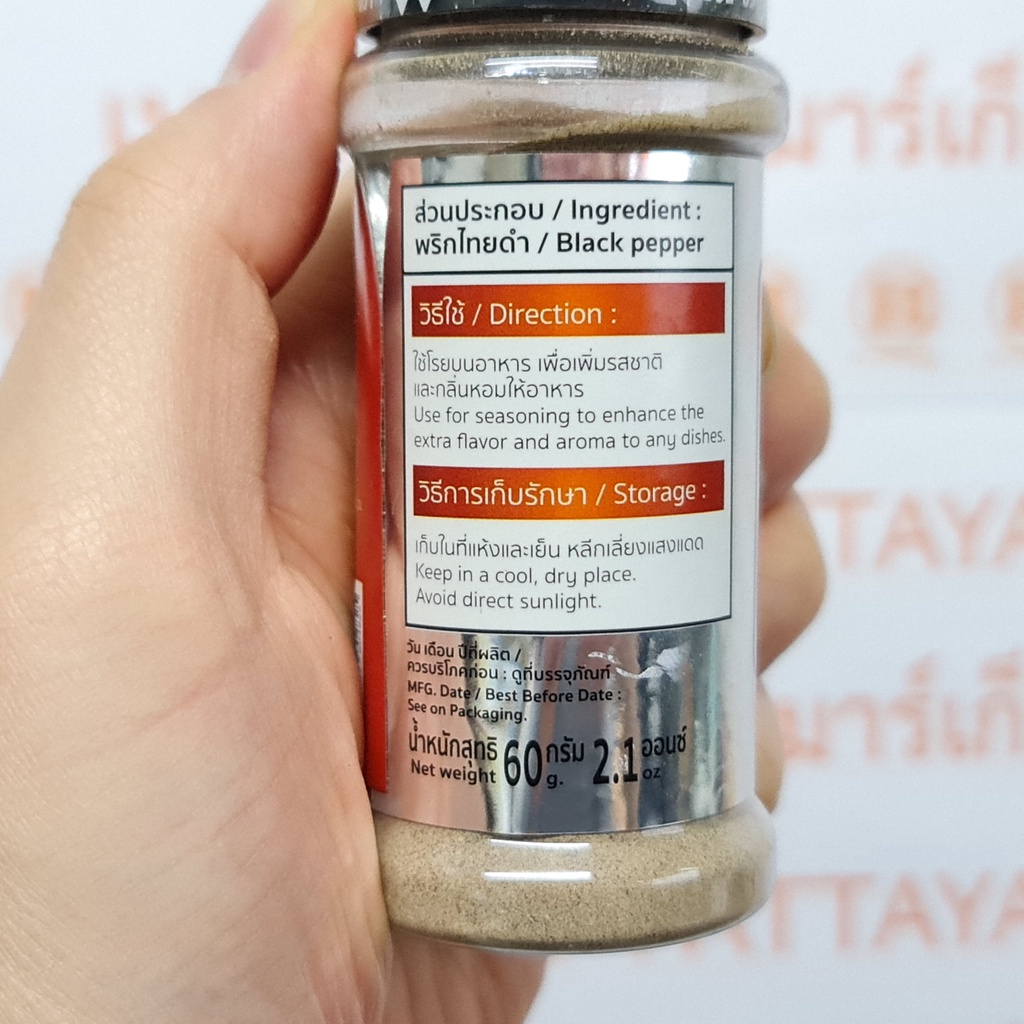 ส่วนประกอบ / Ingredient :
พริกไทยดำ / Black pepper
วิธีใช้ / Direction :
ใช้โรยบนอาหาร เพื่อเพิ่มรสชาติ
และกลิ่นหอมให้อาหาร
Use for seasoning to enhance the
extra flavor and aroma to any dishes.
วิธีการเก็บรักษา / Storage :
เก็บในที่แห้งและเย็น หลีกเลี่ยงแสงแดด
Keep in a cool, dry place.
Avoid direct sunlight.
วัน เดือน ปีที่ผลิต /
ควรบริโภคก่อน : ดูที่บรรจุภัณฑ์
MFG. Date / Best Before Date :
See on Packaging.
น้ำหนักสุทธิ 60 กรัม 2.1 ออนซ์
Net weight g. oz